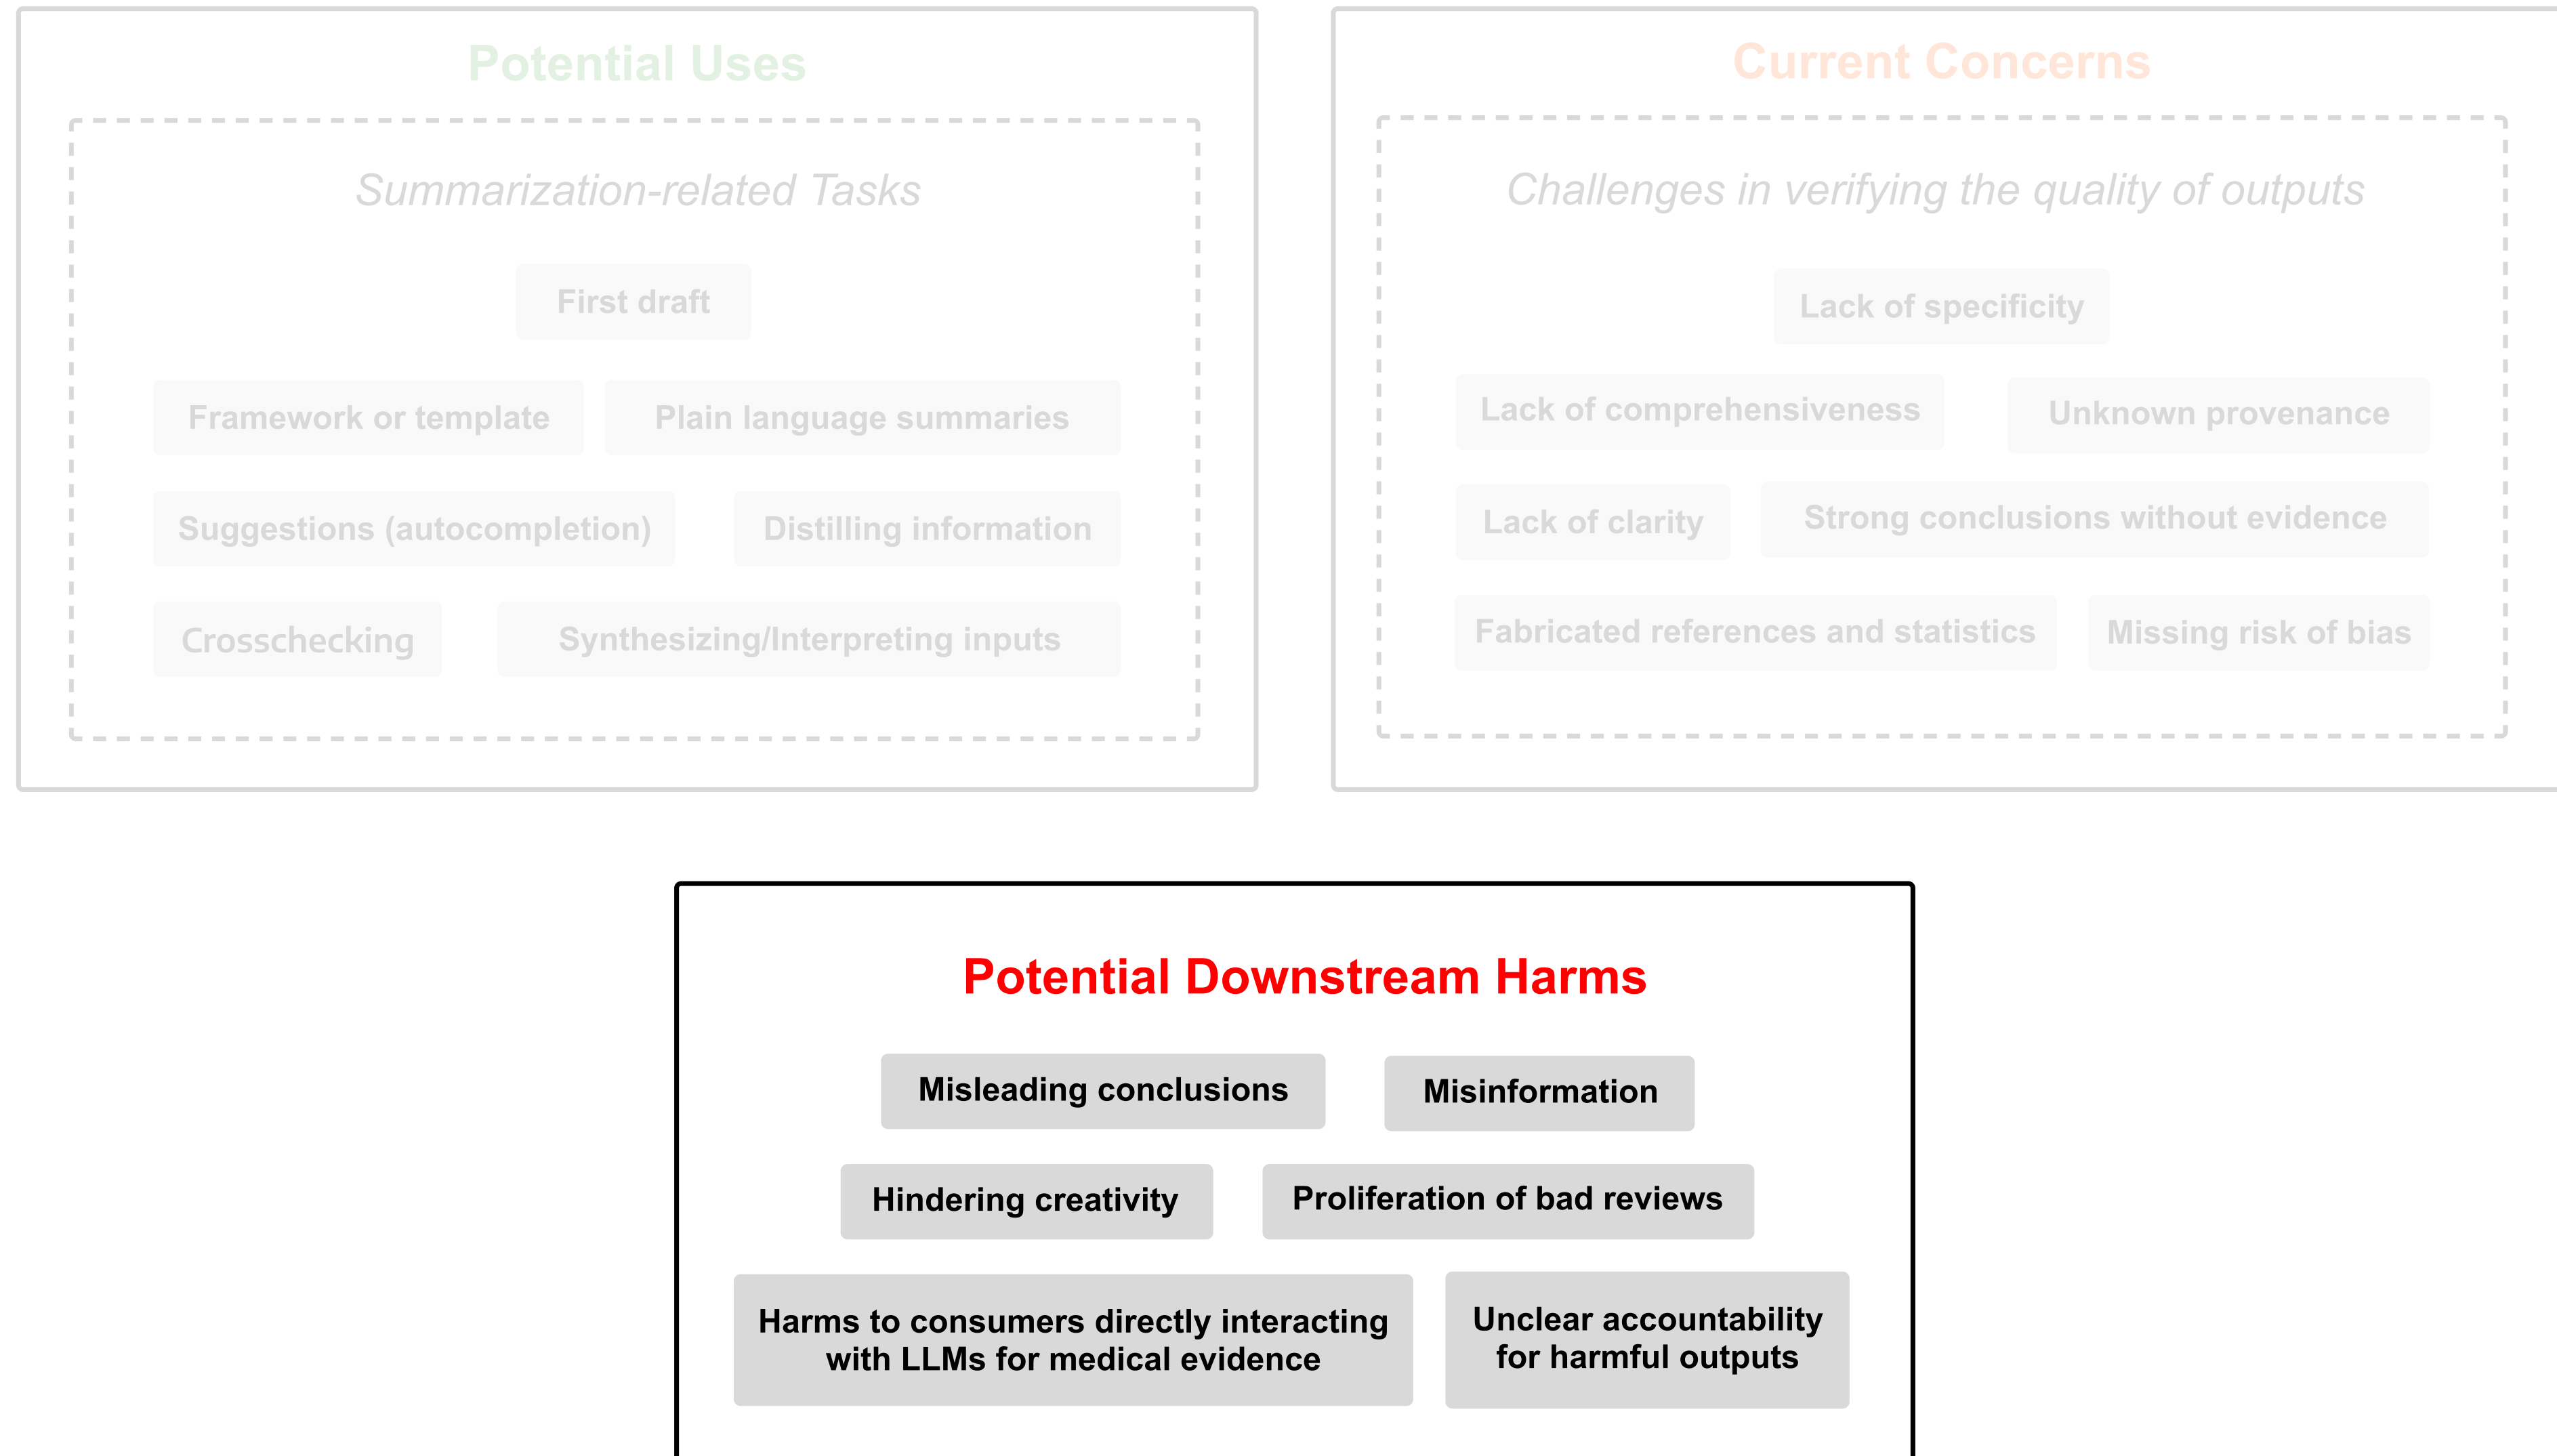 Potential Uses
Summarization-related Tasks
First draft
Framework or template
Plain language summaries
Suggestions (autocompletion)
Distilling information
Crosschecking
Synthesizing/Interpreting inputs
Current Concerns
Challenges in verifying the quality of outputs
Lack of specificity
Lack of comprehensiveness
Unknown provenance
Lack of clarity
Strong conclusions without evidence
Fabricated references and statistics
Missing risk of bias
Potential Downstream Harms
Misleading conclusions
Misinformation
Hindering creativity
Proliferation of bad reviews
Harms to consumers directly interacting
with LLMs for medical evidence
Unclear accountability
for harmful outputs